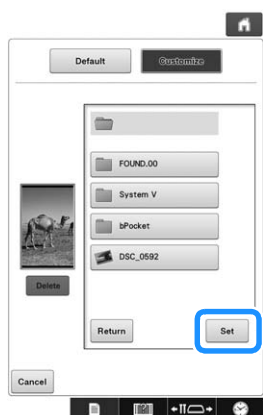 Default
Customize
FOUND.00
System V
bPocket
DSC_0592
Delete
Return
Set
Cancel